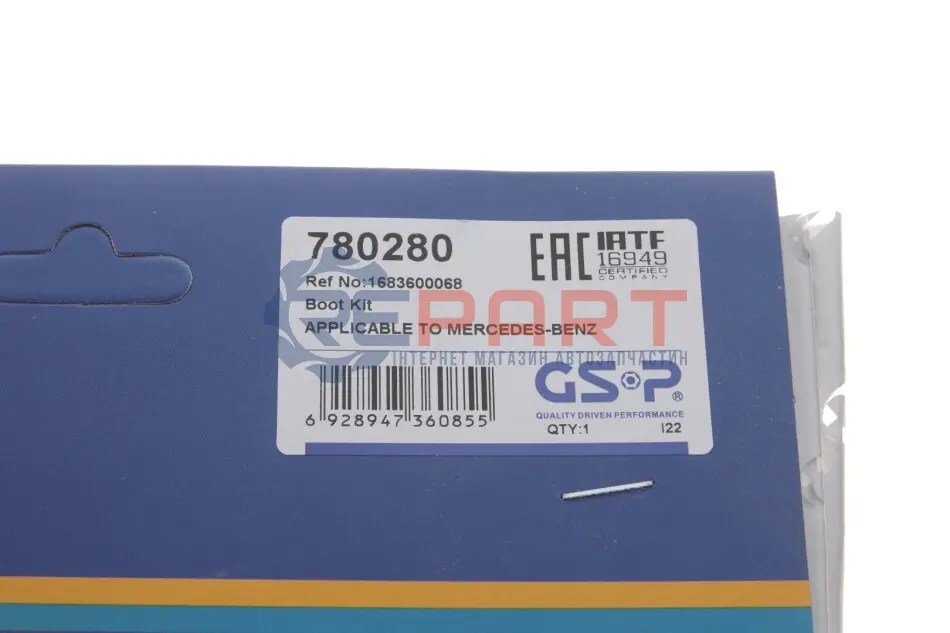 780280
EAC
IATF
16949
CERTIFIED
COMPANY
Ref No:1683600068
Boot Kit
APPLICABLE TO MERCEDES-BENZ
REPART
ІНТЕРНЕТ МАГАЗИН АВТОЗАПЧАСТИН
GSP®
6 928947 360855
QUALITY DRIVEN PERFORMANCE
QTY:1 I22